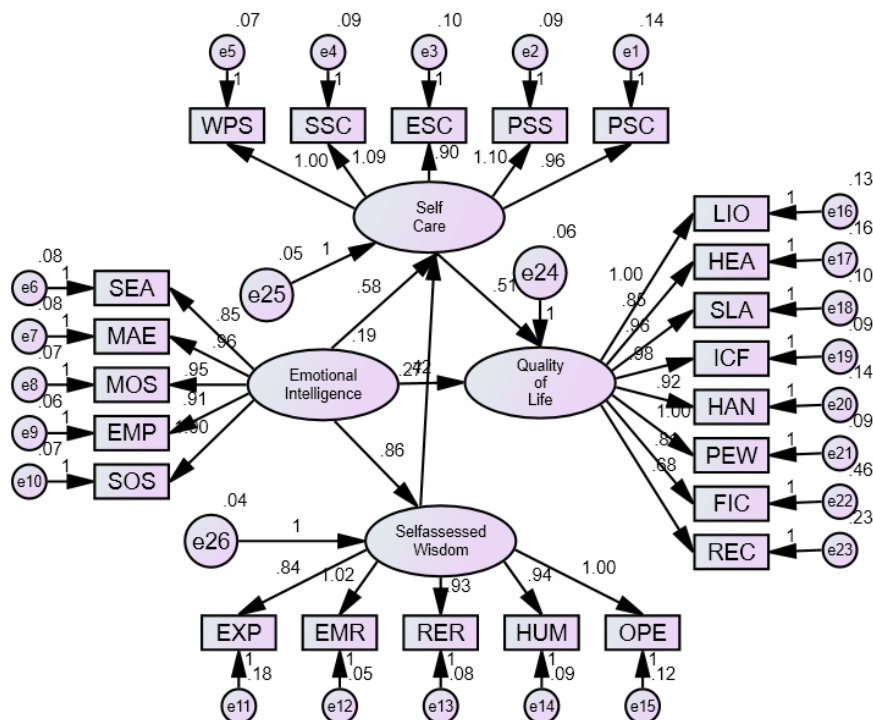 .07 .09 .10 .09 .14
e5 e4 e3 e2 e1
1 1 1 1 1
WPS SSC ESC PSS PSC
1.00 1.09 .90 1.10 .96
Self
Care
.05
1
e25
.06
e24
1
.58
.51
.19
.42
.86
.13
LIO 1 e16
.16
HEA 1 e17
.10
SLA 1 e18
.09
ICF 1 e19
.14
HAN 1 e20
.09
PEW 1 e21
.46
FIC 1 e22
.23
REC 1 e23
1.00
.85
.96
.98
.92
1.00
.68
.08
e6 1 SEA
.08
e7 1 MAE
.07
e8 1 MOS
.06
e9 1 EMP
.07
e10 1 SOS
.85
.96
.95
.91
1.00
Emotional
Intelligence
Quality
of
Life
.04
e26
1
Selfassessed
Wisdom
.84 1.02 .93 .94 1.00
EXP EMR RER HUM OPE
1 1 1 1 1
.18 .05 .08 .09 .12
e11 e12 e13 e14 e15